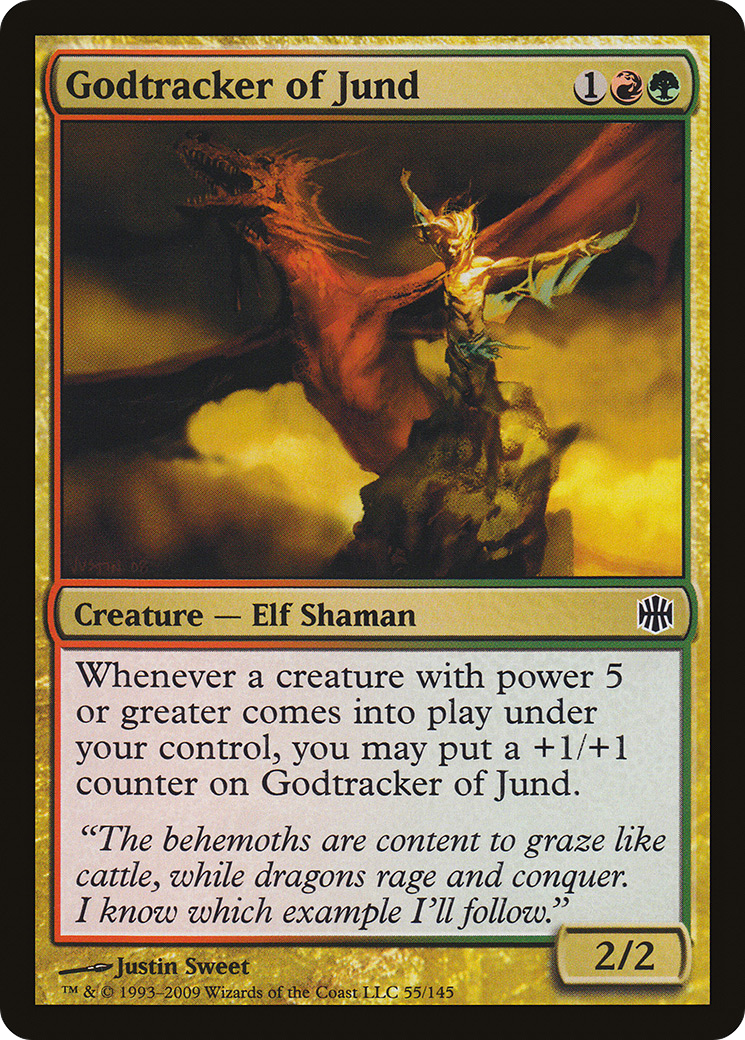 Godtracker of Jund
1
JUSTIN 08
Creature — Elf Shaman
Whenever a creature with power 5
or greater comes into play under
your control, you may put a +1/+1
counter on Godtracker of Jund.
“The behemoths are content to graze like
cattle, while dragons rage and conquer.
I know which example I’ll follow.”
2/2
Justin Sweet
™ & © 1993–2009 Wizards of the Coast LLC 55/145